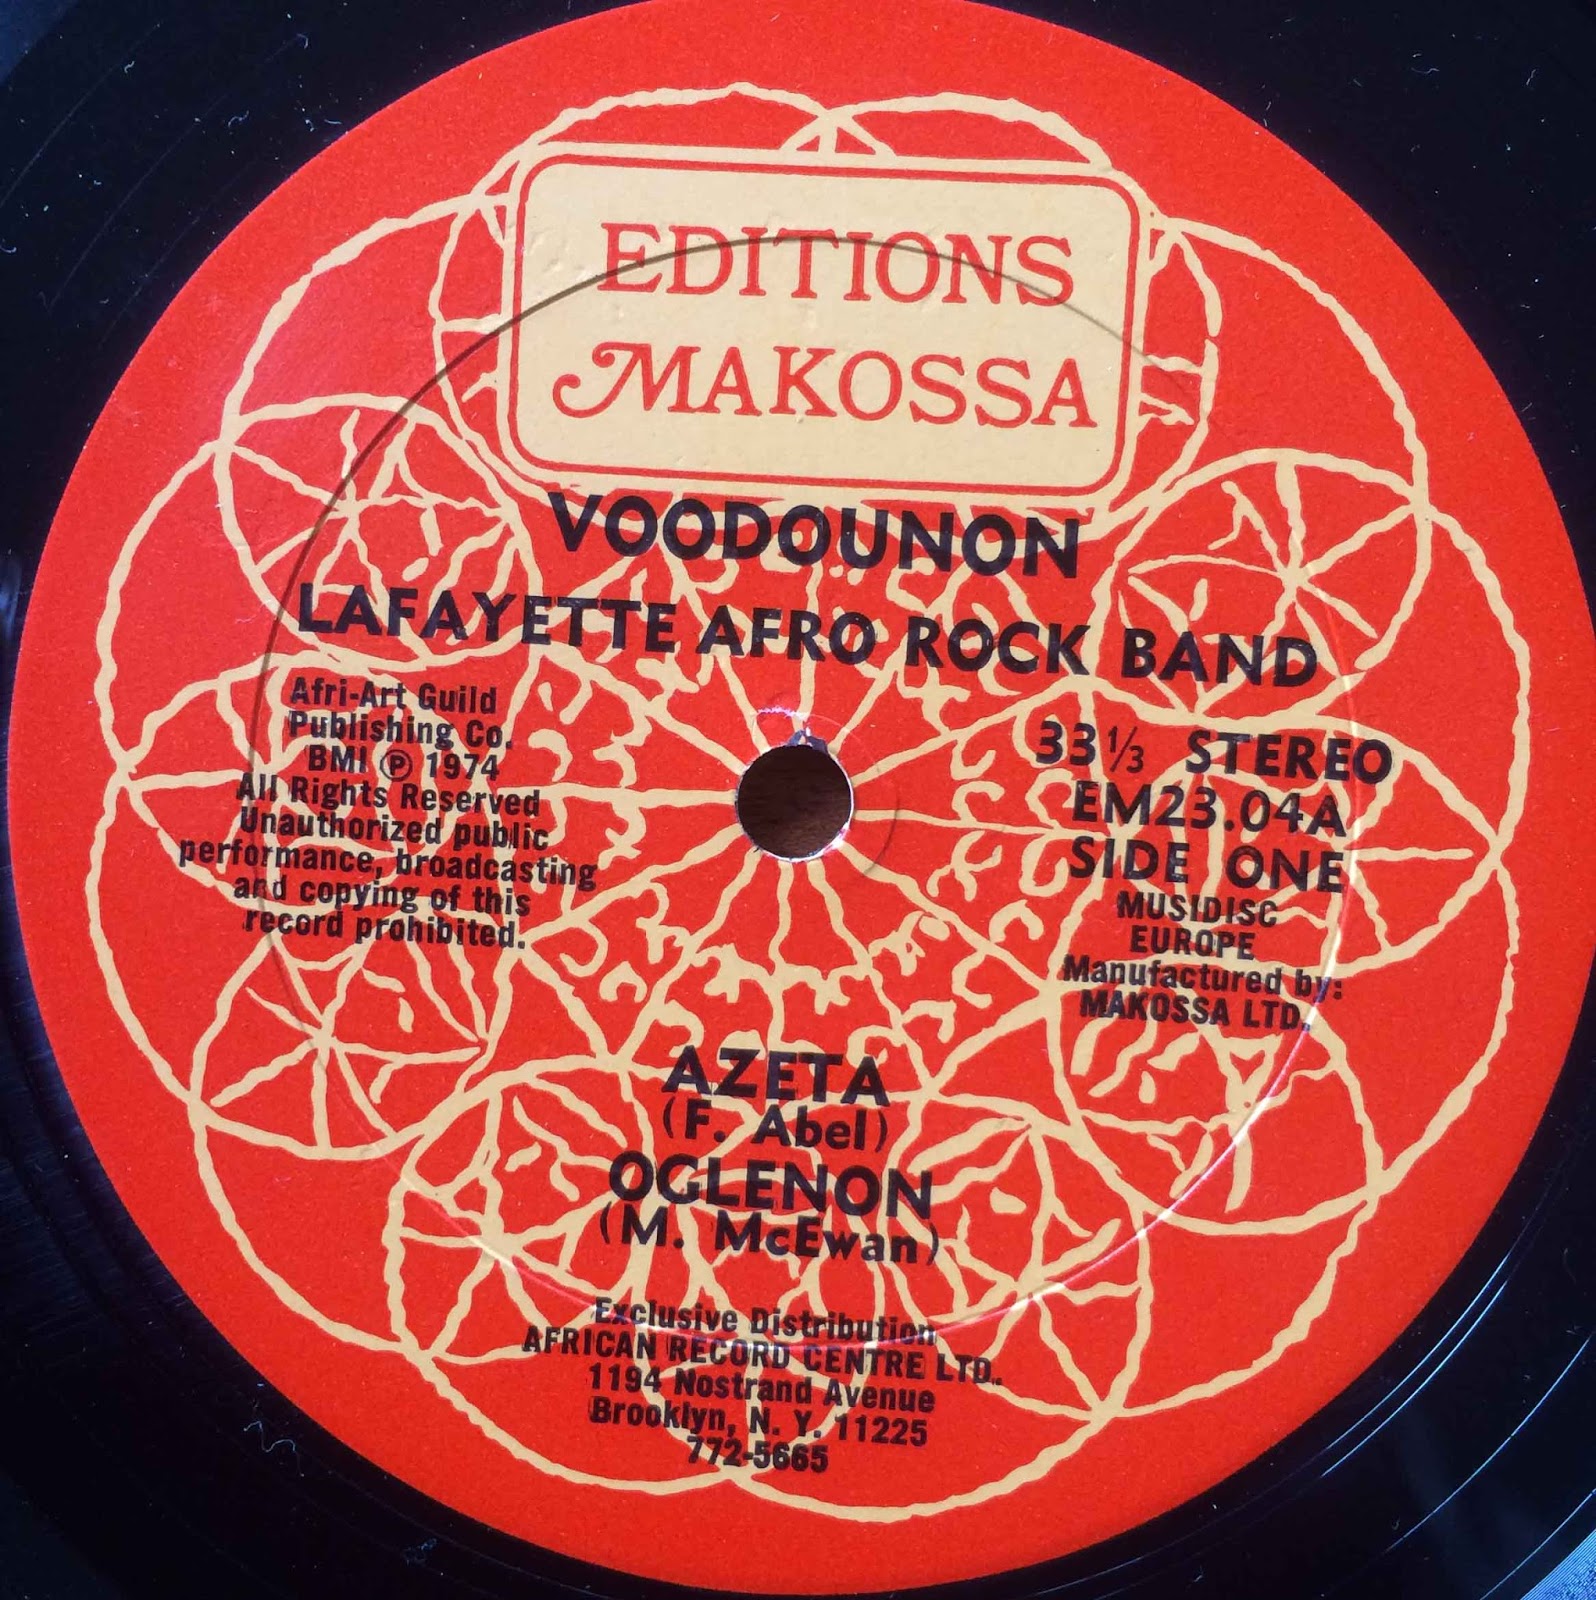 EDITIONS
MAKOSSA
VOODOUNON
LAFAYETTE AFRO ROCK BAND
Afri-Art Guild
Publishing Co.
BMI ℗ 1974
All Rights Reserved
Unauthorized public
performance, broadcasting
and copying of this
record prohibited.
33 1/3 STEREO
EM23.04A
SIDE ONE
MUSIDISC
EUROPE
Manufactured by:
MAKOSSA LTD.
AZETA
(F. Abel)
OGLENON
(M. McEwan)
Exclusive Distribution
AFRICAN RECORD CENTRE LTD.
1194 Nostrand Avenue
Brooklyn, N. Y. 11225
772-5665